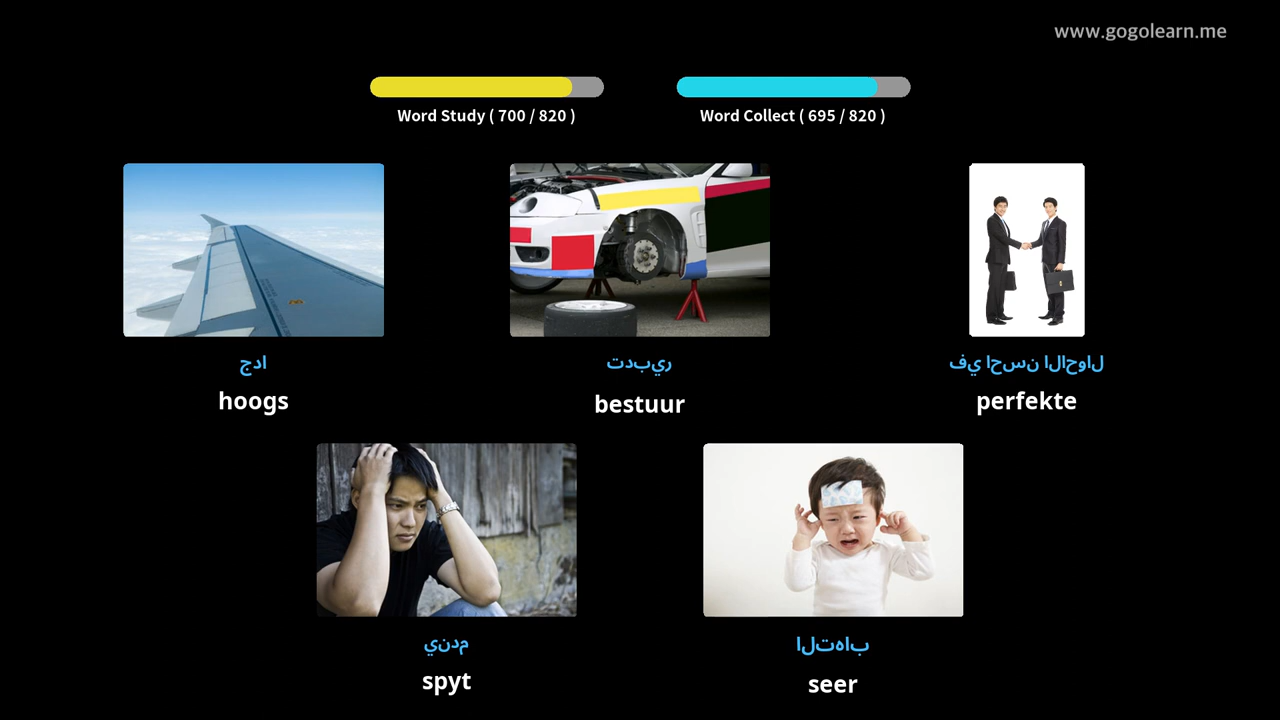 www.gogolearn.me
Word Study ( 700 / 820 )
Word Collect ( 695 / 820 )
جدا
hoogs
تدبير
bestuur
في احسن الاحوال
perfekte
يندم
spyt
التهاب
seer